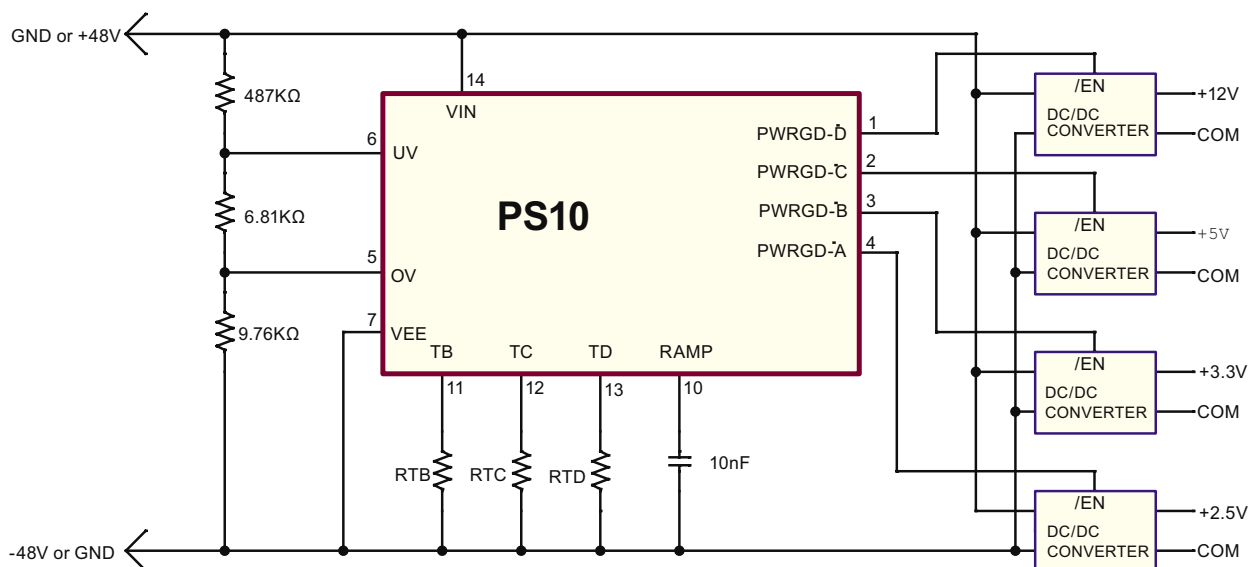 GND or +48V
487KΩ
6.81KΩ
9.76KΩ
-48V or GND
14
VIN
6
UV
5
OV
7
VEE
PS10
PWRGD-D
1
PWRGD-C
2
PWRGD-B
3
PWRGD-A
4
TB
TC
TD
RAMP
11
12
13
10
RTB
RTC
RTD
10nF
/EN
DC/DC
CONVERTER
+12V
COM
/EN
DC/DC
CONVERTER
+5V
COM
/EN
DC/DC
CONVERTER
+3.3V
COM
/EN
DC/DC
CONVERTER
+2.5V
COM